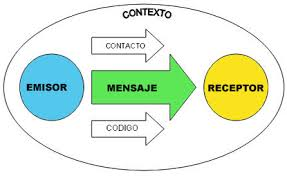 CONTEXTO
CONTACTO
EMISOR
MENSAJE
RECEPTOR
CODIGO